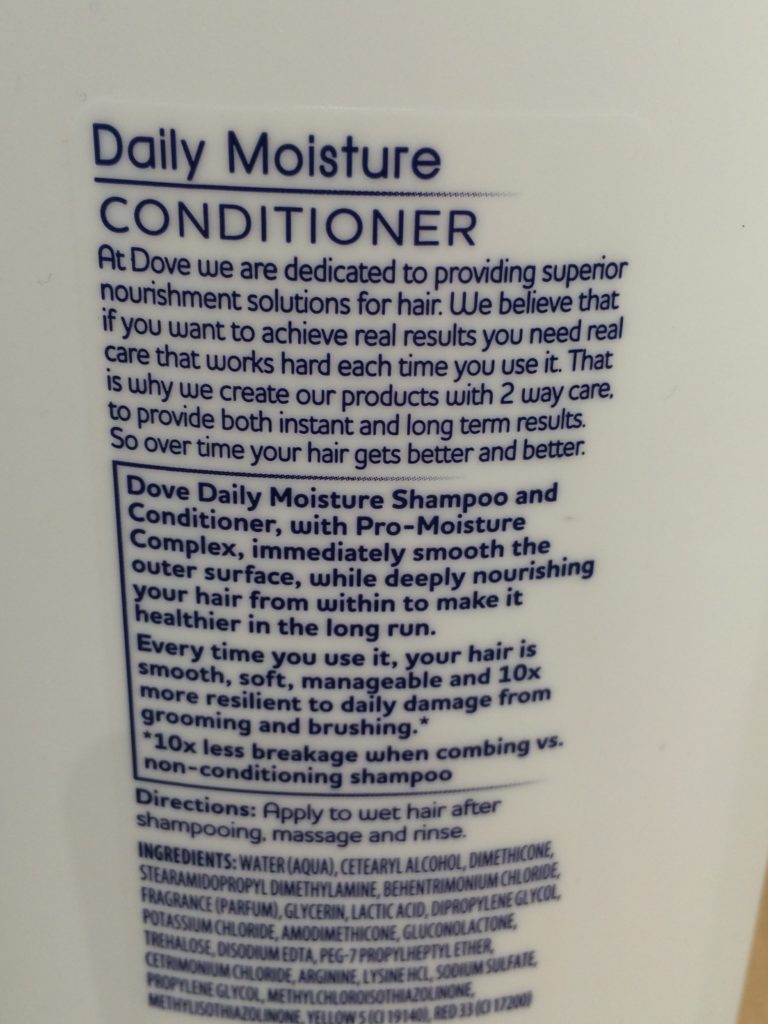 Daily Moisture
CONDITIONER
At Dove we are dedicated to providing superior
nourishment solutions for hair. We believe that
if you want to achieve real results you need real
care that works hard each time you use it. That
is why we create our products with 2 way care,
to provide both instant and long term results.
So over time your hair gets better and better.
Dove Daily Moisture Shampoo and
Conditioner, with Pro-Moisture
Complex, immediately smooth the
outer surface, while deeply nourishing
your hair from within to make it
healthier in the long run.
Every time you use it, your hair is
smooth, soft, manageable and 10x
more resilient to daily damage from
grooming and brushing.*
*10x less breakage when combing vs.
non-conditioning shampoo
Directions: Apply to wet hair after
shampooing, massage and rinse.
INGREDIENTS: WATER (AQUA), CETEARYL ALCOHOL, DIMETHICONE,
STEARAMIDOPROPYL DIMETHYLAMINE, BEHENTRIMONIUM CHLORIDE,
FRAGRANCE (PARFUM), GLYCERIN, LACTIC ACID, DIPROPYLENE GLYCOL,
POTASSIUM CHLORIDE, AMODIMETHICONE, GLUCONOLACTONE,
TREHALOSE, DISODIUM EDTA, PEG-7 PROPYLHEPTYL ETHER,
CETRIMONIUM CHLORIDE, ARGININE, LYSINE HCL, SODIUM SULFATE,
PROPYLENE GLYCOL, METHYLCHLOROISOTHIAZOLINONE,
METHYLISOTHIAZOLINONE, YELLOW 5 (CI 19140), RED 33 (CI 17200)